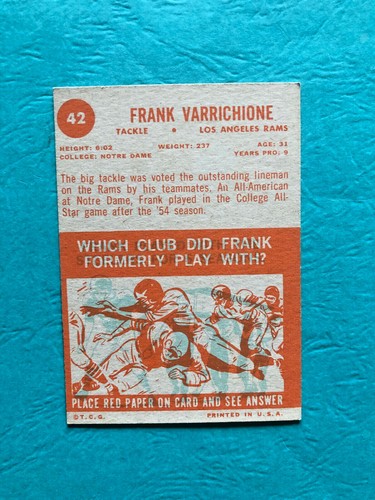 42
FRANK VARRICHIONE
TACKLE • LOS ANGELES RAMS
HEIGHT: 6:02 WEIGHT: 237 AGE: 31
COLLEGE: NOTRE DAME YEARS PRO: 9
The big tackle was voted the outstanding lineman
on the Rams by his teammates. An All-American
at Notre Dame, Frank played in the College All-
Star game after the '54 season.
WHICH CLUB DID FRANK
FORMERLY PLAY WITH?
PLACE RED PAPER ON CARD AND SEE ANSWER
©T.C.G. PRINTED IN U.S.A.